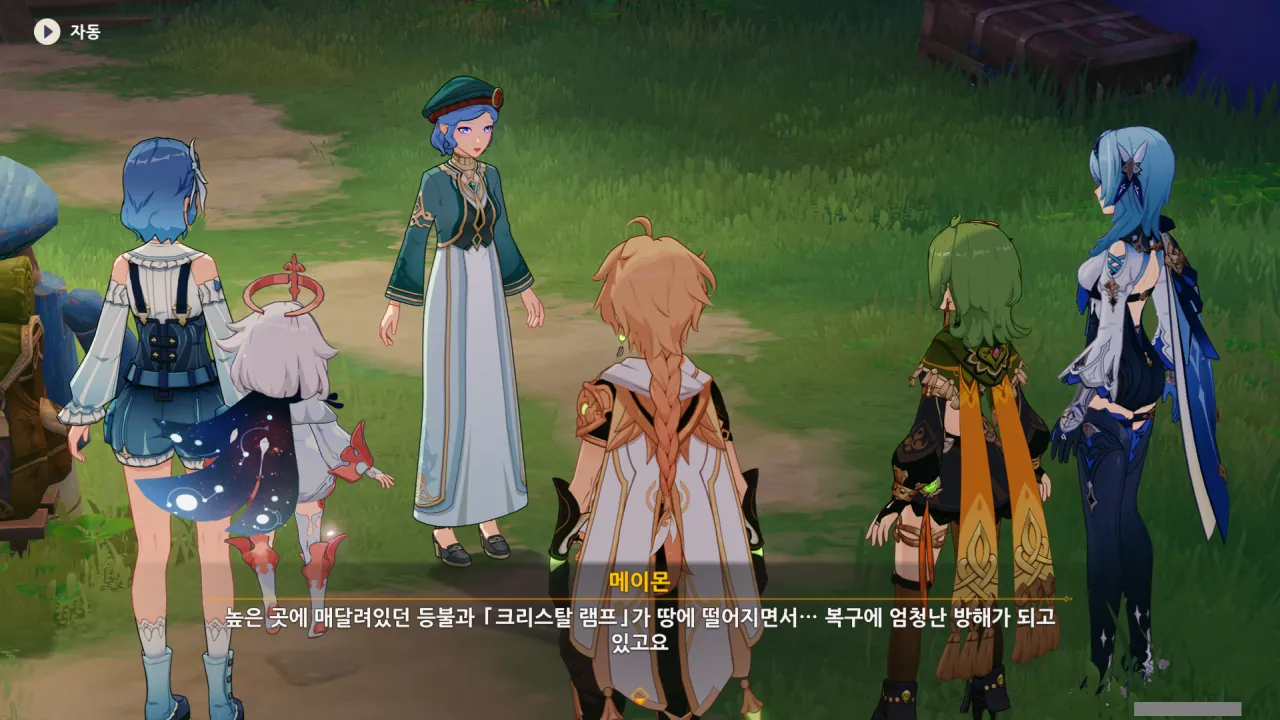 자동
메이몬
높은 곳에 매달려있던 등불과 「크리스탈 램프」가 땅에 떨어지면서… 복구에 엄청난 방해가 되고
있고요